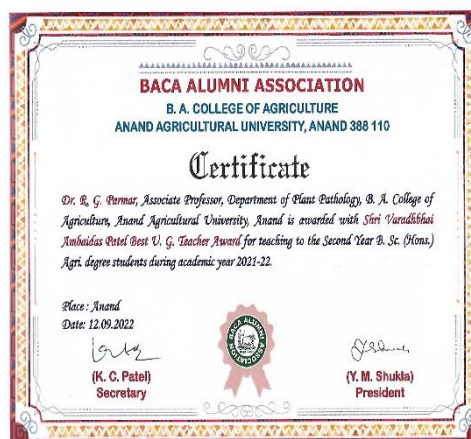 BACA ALUMNI ASSOCIATION
B. A. COLLEGE OF AGRICULTURE
ANAND AGRICULTURAL UNIVERSITY, ANAND 388 110
Certificate
Dr. R. G. Parmar, Associate Professor, Department of Plant Pathology, B. A. College of
Agriculture, Anand Agricultural University, Anand is awarded with Shri Varadhbhai
Ambaidas Patel Best U. G. Teacher Award for teaching to the Second Year B. Sc. (Hons.)
Agri. degree students during academic year 2021-22.
Place : Anand
Date: 12.09.2022
BACA ALUMNI ASSOCIATION
(K. C. Patel)
Secretary
(Y. M. Shukla)
President